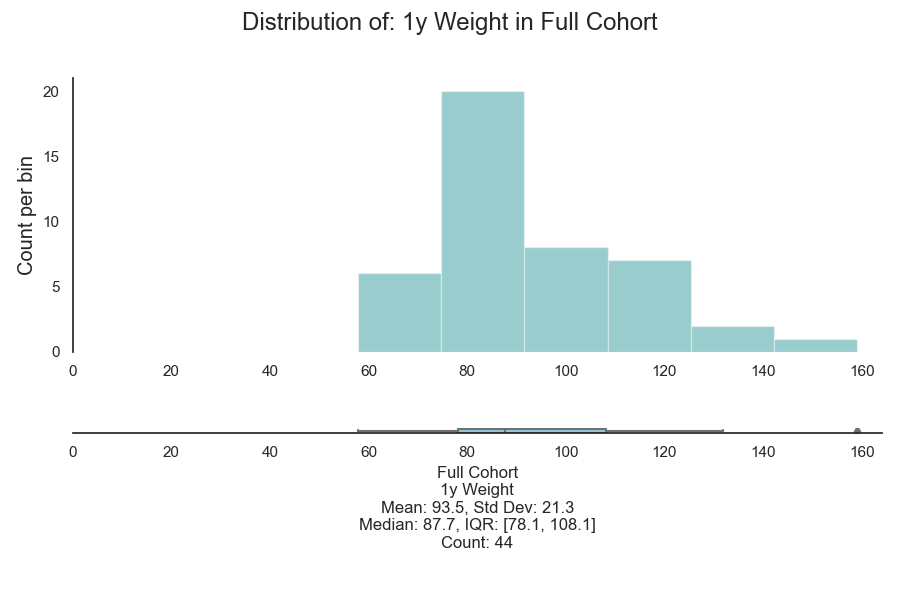 Distribution of: 1y Weight in Full Cohort
Count per bin
20
15
10
5
0
0 20 40 60 80 100 120 140 160
0 20 40 60 80 100 120 140 160
Full Cohort
1y Weight
Mean: 93.5, Std Dev: 21.3
Median: 87.7, IQR: [78.1, 108.1]
Count: 44